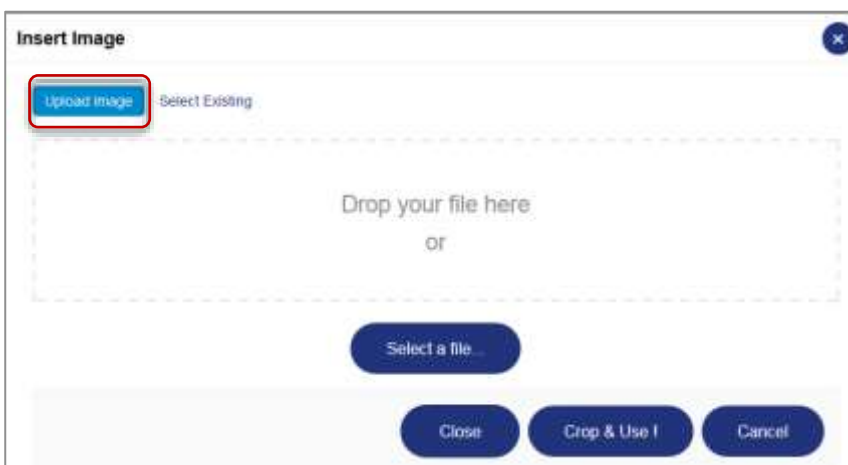 Insert Image
Upload Image Select Existing
Drop your file here
or
Select a file...
Close Crop & Use ! Cancel